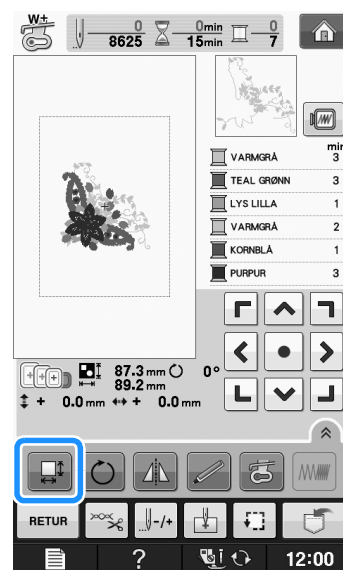 W+
0
8625
0min
15min
0
7
min
VARMGRÅ 3
TEAL GRØNN 3
LYS LILLA 1
VARMGRÅ 2
KORNBLÅ 1
PURPUR 3
87.3 mm 0°
89.2 mm
+ 0.0 mm + 0.0 mm
RETUR
-/+
? 12:00